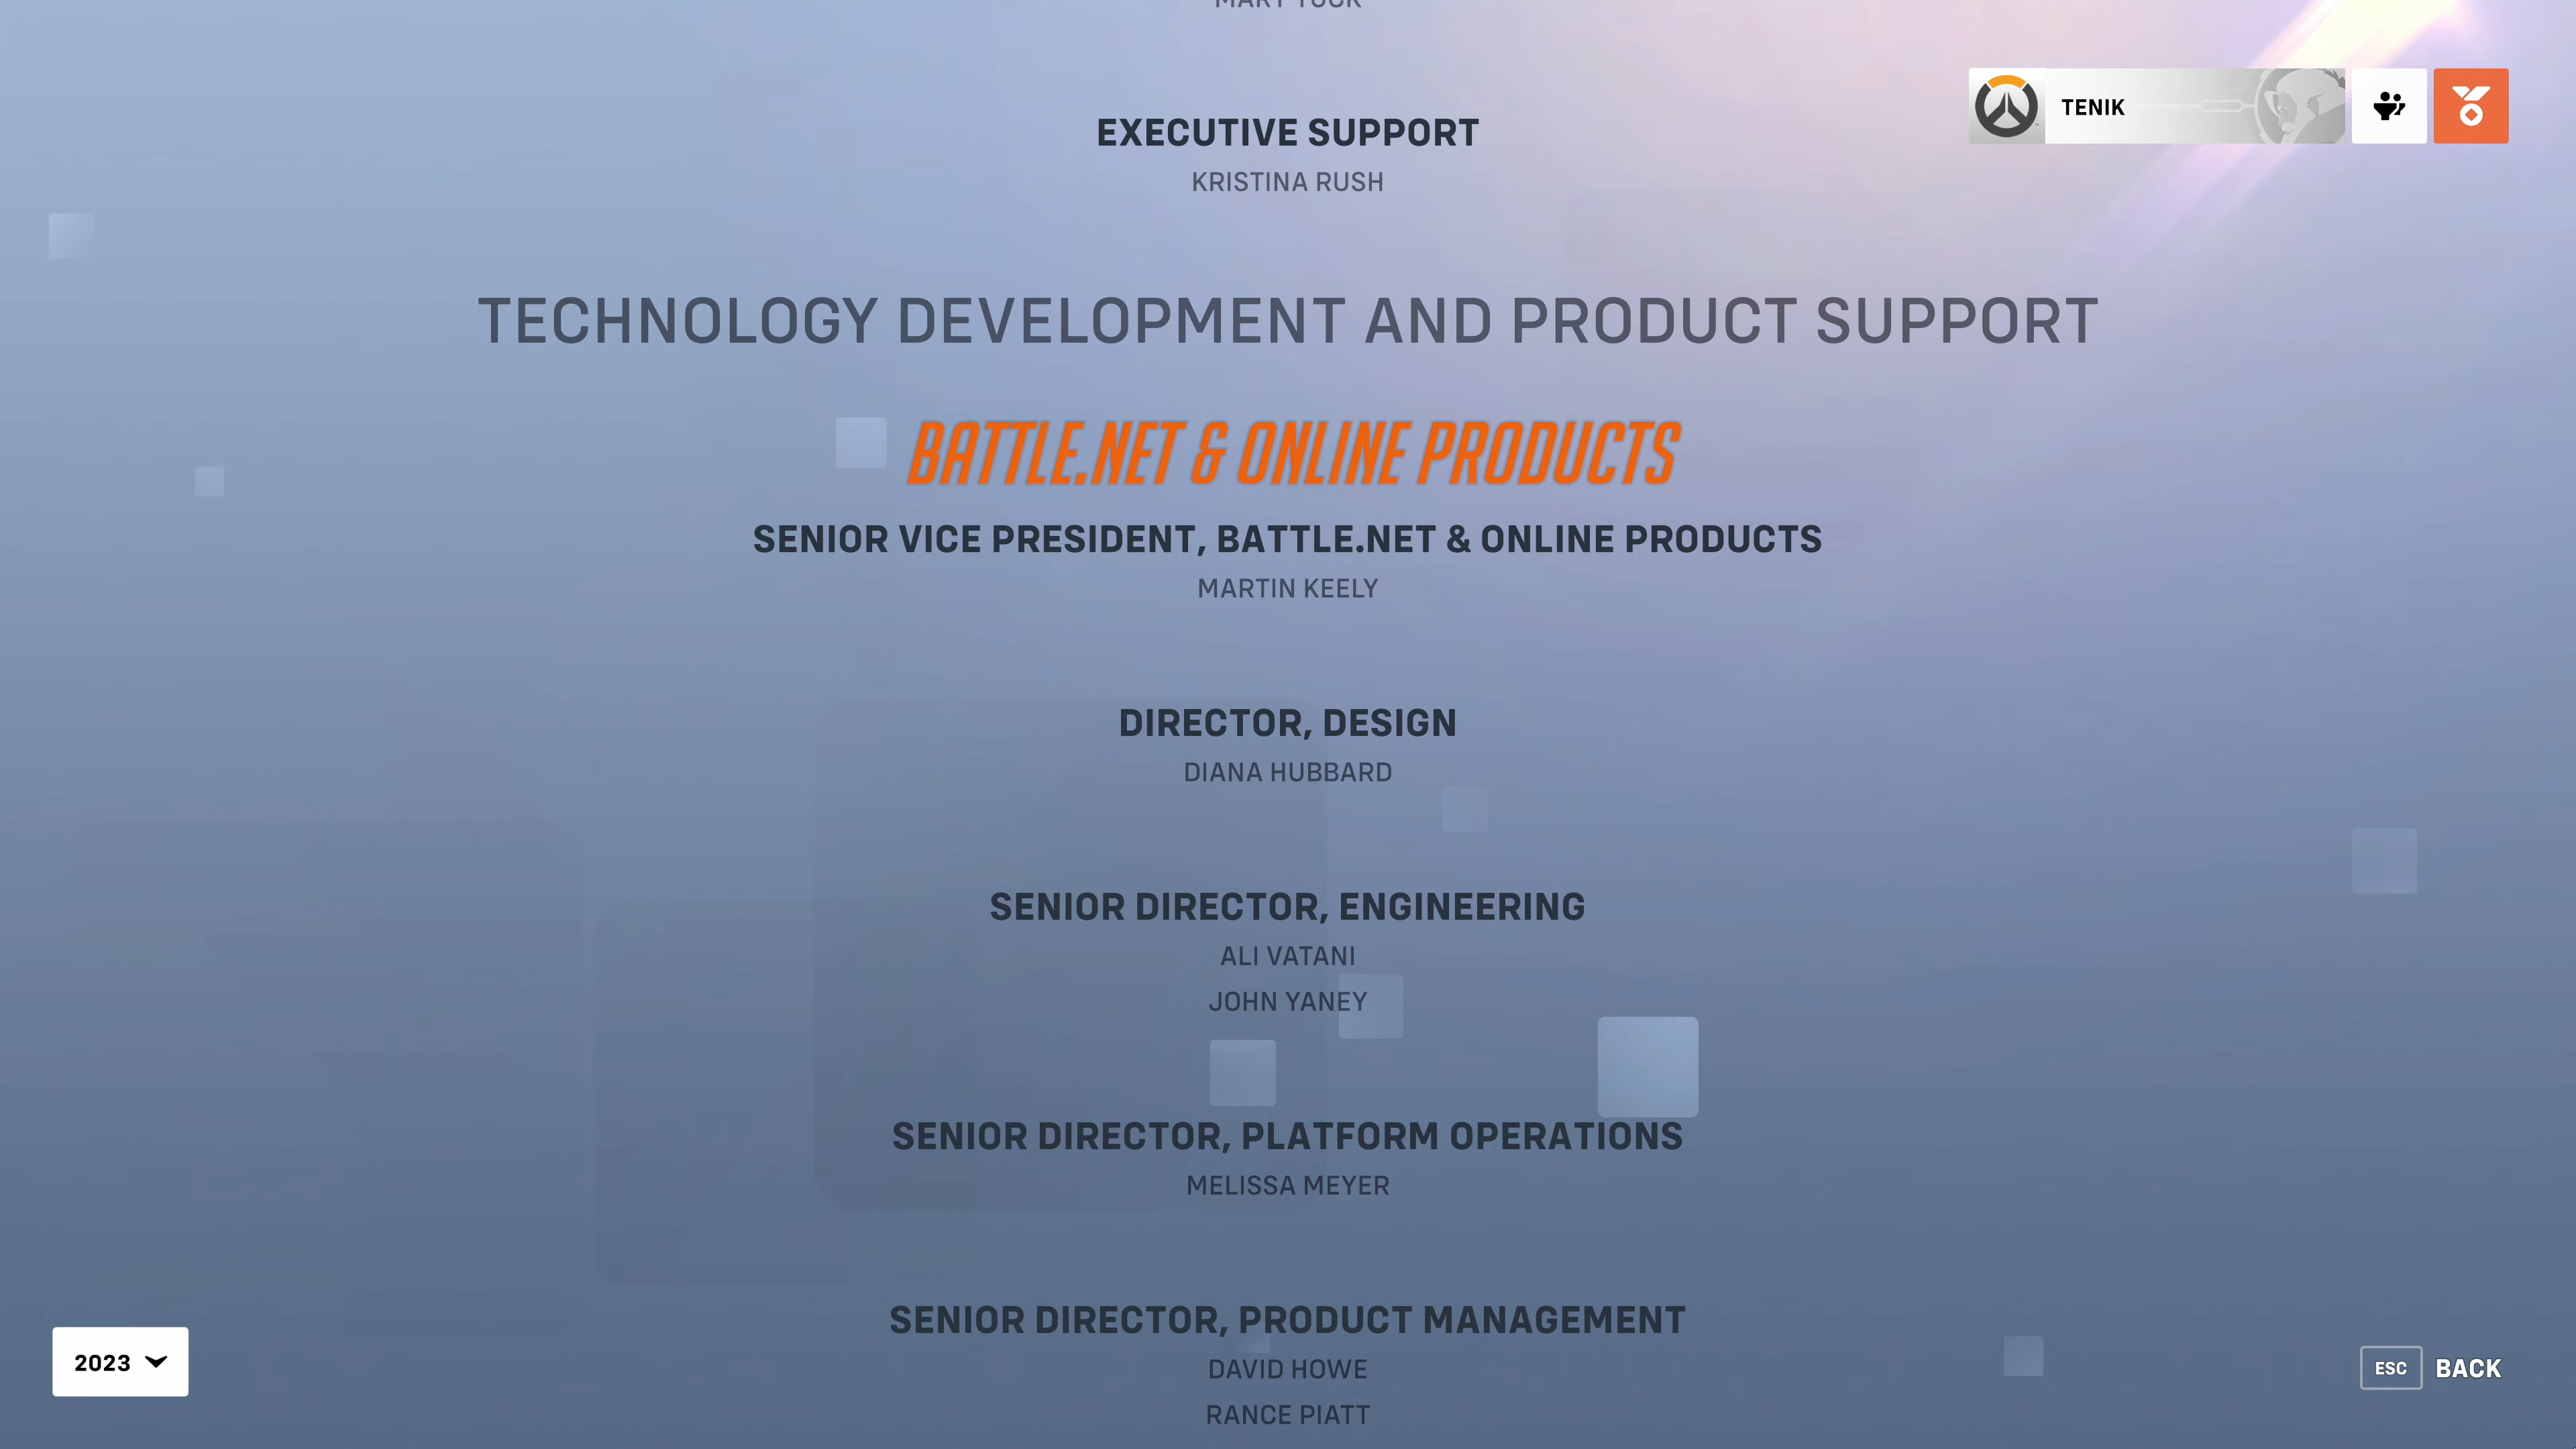 MARY TUCK
EXECUTIVE SUPPORT
KRISTINA RUSH
TENIK
TECHNOLOGY DEVELOPMENT AND PRODUCT SUPPORT
BATTLE.NET & ONLINE PRODUCTS
SENIOR VICE PRESIDENT, BATTLE.NET & ONLINE PRODUCTS
MARTIN KEELY
DIRECTOR, DESIGN
DIANA HUBBARD
SENIOR DIRECTOR, ENGINEERING
ALI VATANI
JOHN YANEY
SENIOR DIRECTOR, PLATFORM OPERATIONS
MELISSA MEYER
SENIOR DIRECTOR, PRODUCT MANAGEMENT
DAVID HOWE
RANCE PIATT
2023
ESC BACK